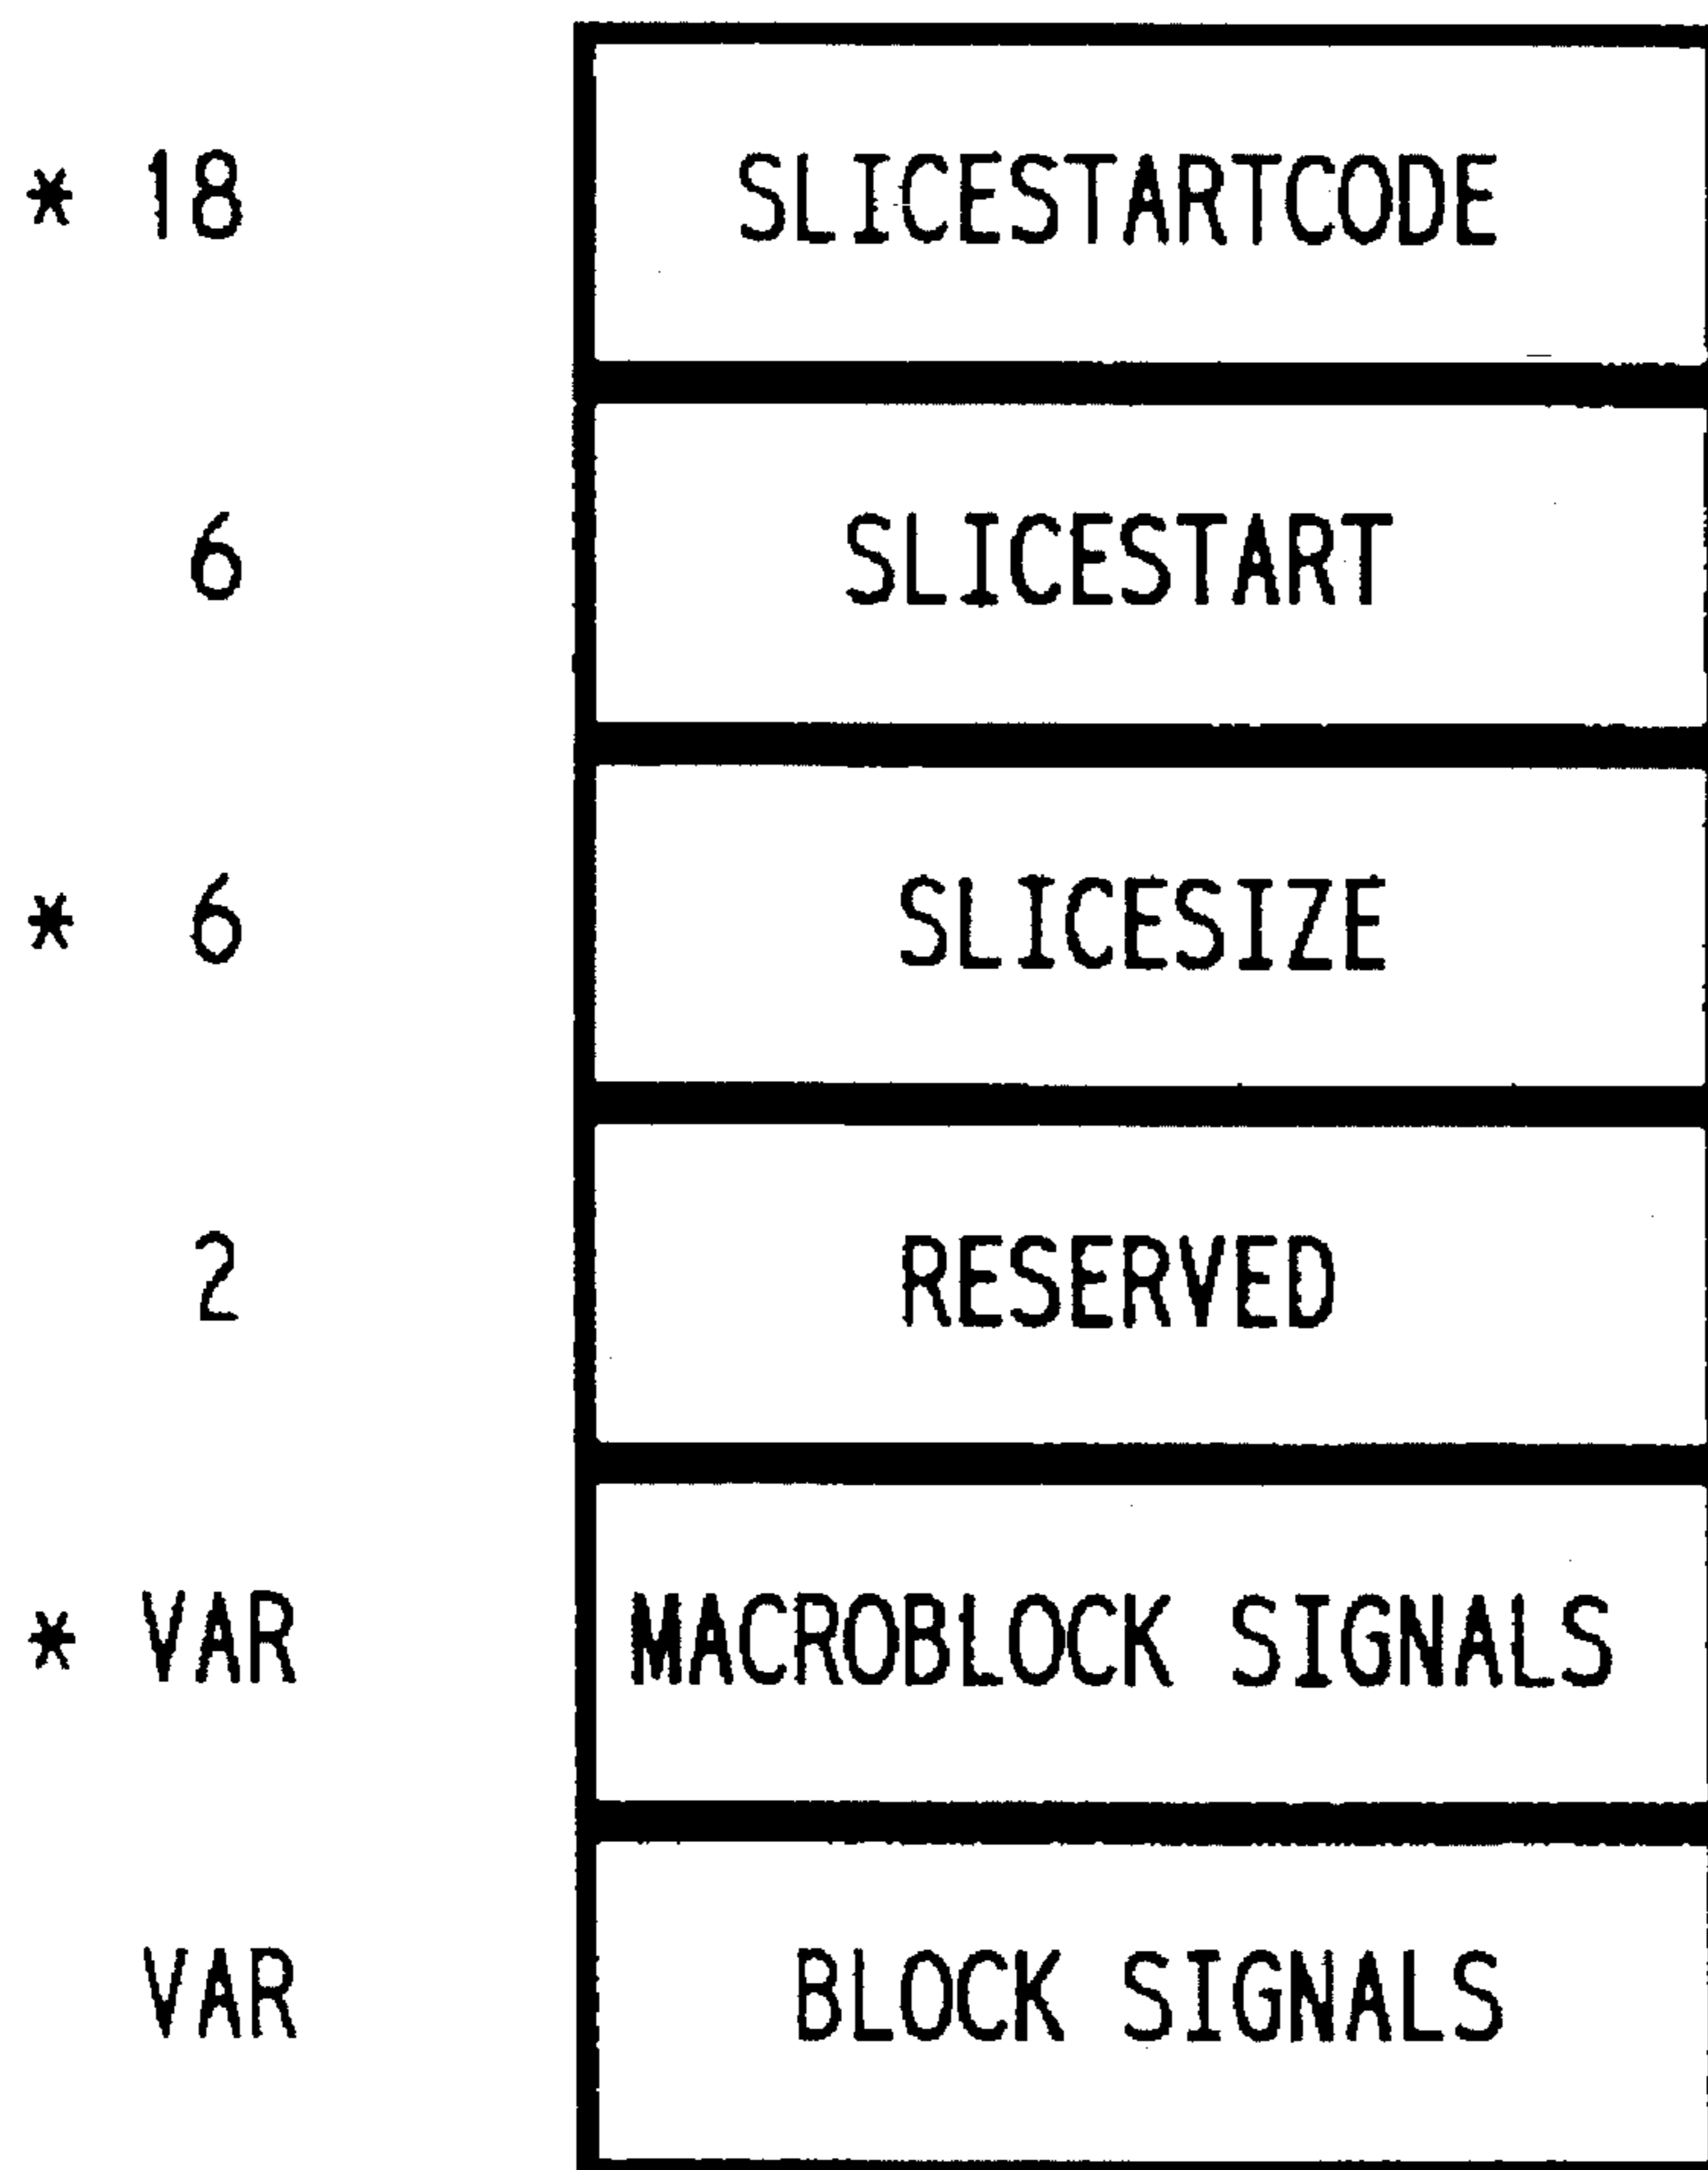 * 18 SLICESTARTCODE
6 SLICESTART
* 6 SLICESIZE
2 RESERVED
* VAR MACROBLOCK SIGNALS
VAR BLOCK SIGNALS